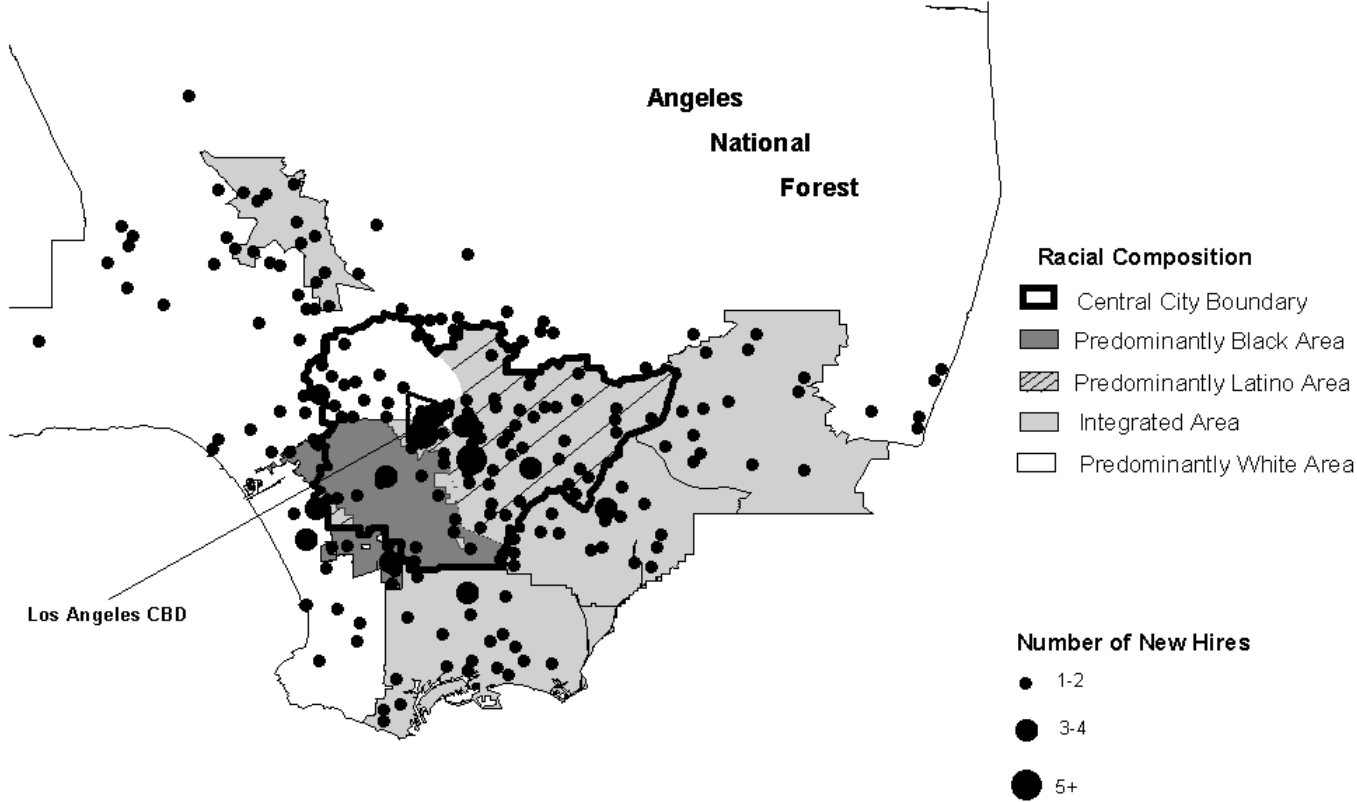 Angeles
National
Forest
Racial Composition
Central City Boundary
Predominantly Black Area
Predominantly Latino Area
Integrated Area
Predominantly White Area
Los Angeles CBD
Number of New Hires
1-2
3-4
5+